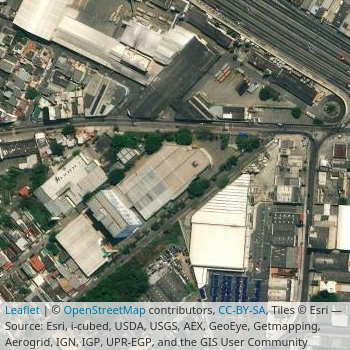 Leaflet | © OpenStreetMap contributors, CC-BY-SA, Tiles © Esri —
Source: Esri, i-cubed, USDA, USGS, AEX, GeoEye, Getmapping,
Aerogrid, IGN, IGP, UPR-EGP, and the GIS User Community